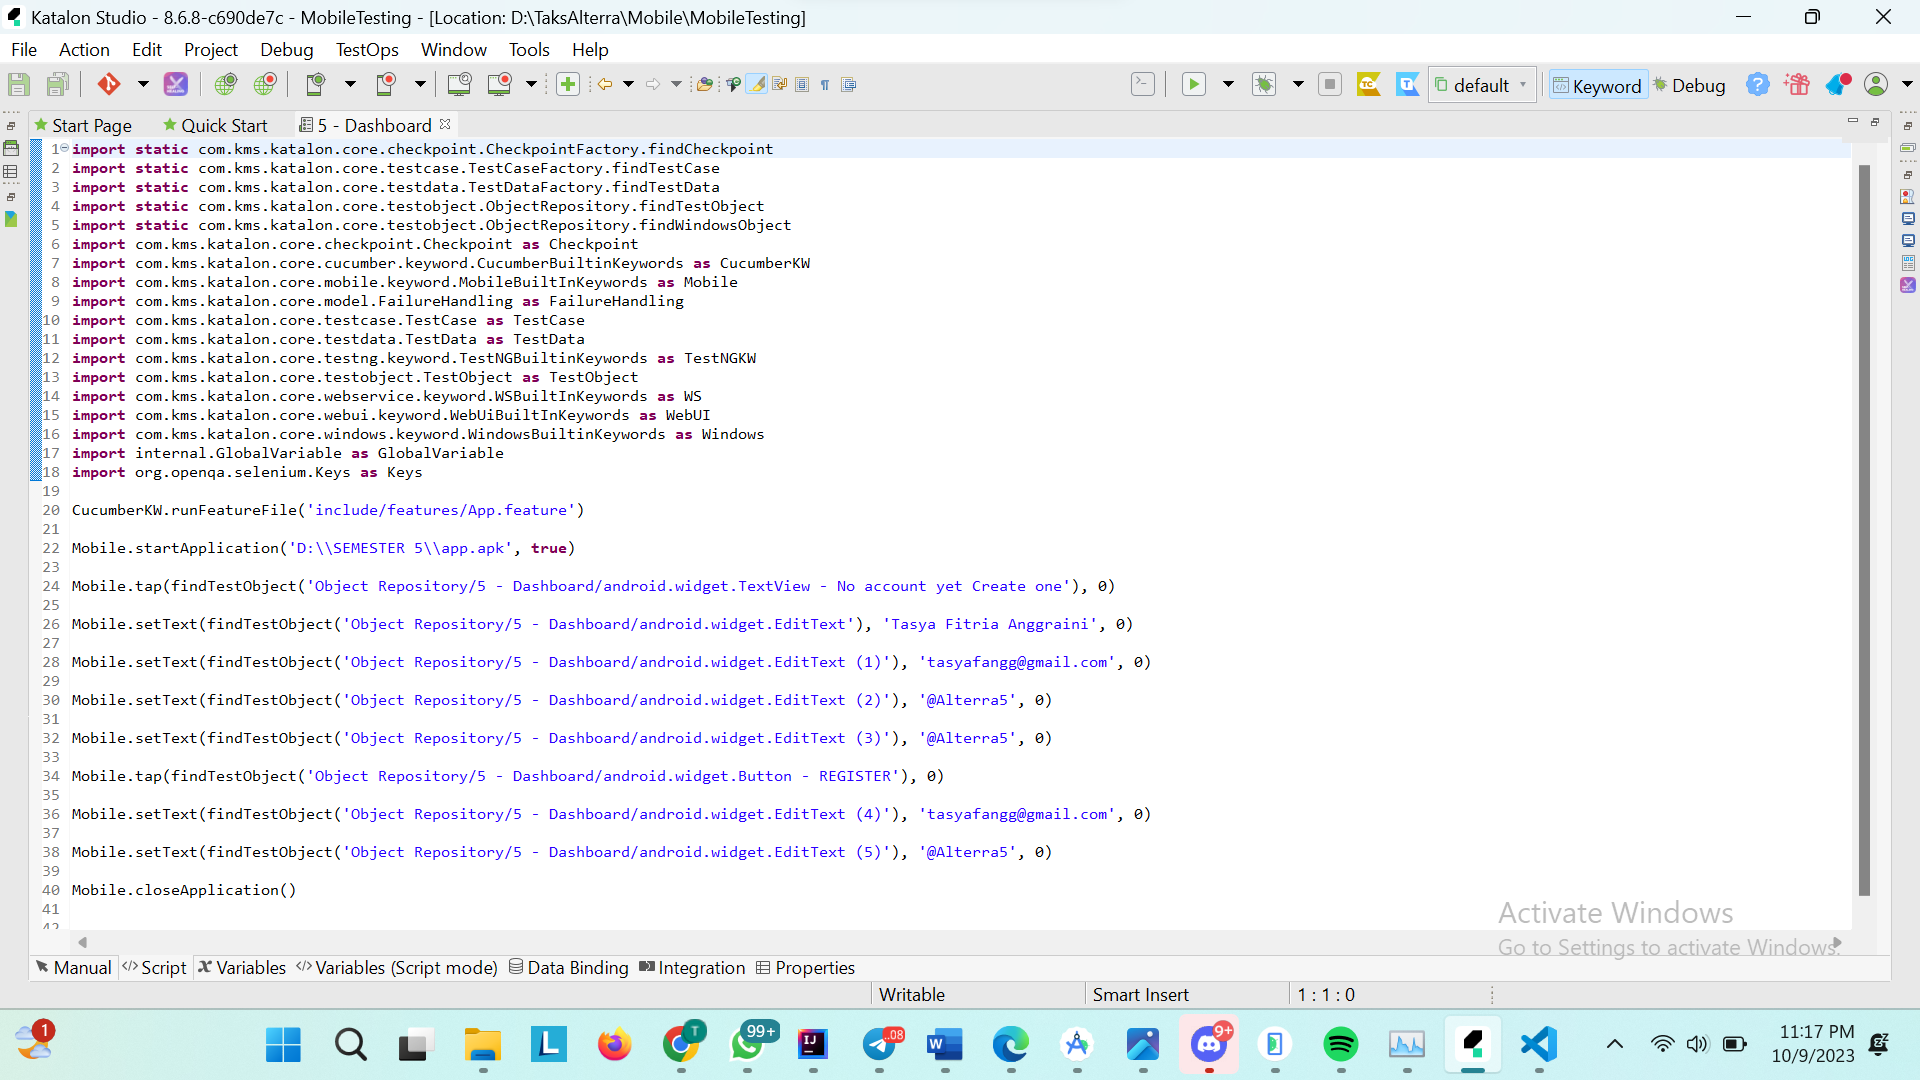 Katalon Studio - 8.6.8-c690de7c - MobileTesting - [Location: D:\TaksAlterra\Mobile\MobileTesting]
File Action Edit Project Debug TestOps Window Tools Help
default Keyword Debug
Start Page Quick Start 5 - Dashboard
1 import static com.kms.katalon.core.checkpoint.CheckpointFactory.findCheckpoint
2 import static com.kms.katalon.core.testcase.TestCaseFactory.findTestCase
3 import static com.kms.katalon.core.testdata.TestDataFactory.findTestData
4 import static com.kms.katalon.core.testobject.ObjectRepository.findTestObject
5 import static com.kms.katalon.core.testobject.ObjectRepository.findWindowsObject
6 import com.kms.katalon.core.checkpoint.Checkpoint as Checkpoint
7 import com.kms.katalon.core.cucumber.keyword.CucumberBuiltinKeywords as CucumberKW
8 import com.kms.katalon.core.mobile.keyword.MobileBuiltInKeywords as Mobile
9 import com.kms.katalon.core.model.FailureHandling as FailureHandling
10 import com.kms.katalon.core.testcase.TestCase as TestCase
11 import com.kms.katalon.core.testdata.TestData as TestData
12 import com.kms.katalon.core.testng.keyword.TestNGBuiltinKeywords as TestNGKW
13 import com.kms.katalon.core.testobject.TestObject as TestObject
14 import com.kms.katalon.core.webservice.keyword.WSBuiltInKeywords as WS
15 import com.kms.katalon.core.webui.keyword.WebUiBuiltInKeywords as WebUI
16 import com.kms.katalon.core.windows.keyword.WindowsBuiltinKeywords as Windows
17 import internal.GlobalVariable as GlobalVariable
18 import org.openqa.selenium.Keys as Keys
19
20 CucumberKW.runFeatureFile('include/features/App.feature')
21
22 Mobile.startApplication('D:\\SEMESTER 5\\app.apk', true)
23
24 Mobile.tap(findTestObject('Object Repository/5 - Dashboard/android.widget.TextView - No account yet Create one'), 0)
25
26 Mobile.setText(findTestObject('Object Repository/5 - Dashboard/android.widget.EditText'), 'Tasya Fitria Anggraini', 0)
27
28 Mobile.setText(findTestObject('Object Repository/5 - Dashboard/android.widget.EditText (1)'), 'tasyafangg@gmail.com', 0)
29
30 Mobile.setText(findTestObject('Object Repository/5 - Dashboard/android.widget.EditText (2)'), '@Alterra5', 0)
31
32 Mobile.setText(findTestObject('Object Repository/5 - Dashboard/android.widget.EditText (3)'), '@Alterra5', 0)
33
34 Mobile.tap(findTestObject('Object Repository/5 - Dashboard/android.widget.Button - REGISTER'), 0)
35
36 Mobile.setText(findTestObject('Object Repository/5 - Dashboard/android.widget.EditText (4)'), 'tasyafangg@gmail.com', 0)
37
38 Mobile.setText(findTestObject('Object Repository/5 - Dashboard/android.widget.EditText (5)'), '@Alterra5', 0)
39
40 Mobile.closeApplication()
41
42
Activate Windows
Go to Settings to activate Windows.
Manual Script Variables Variables (Script mode) Data Binding Integration Properties
Writable Smart Insert 1 : 1 : 0
1 T 99+ ..08 9+
11:17 PM
10/9/2023